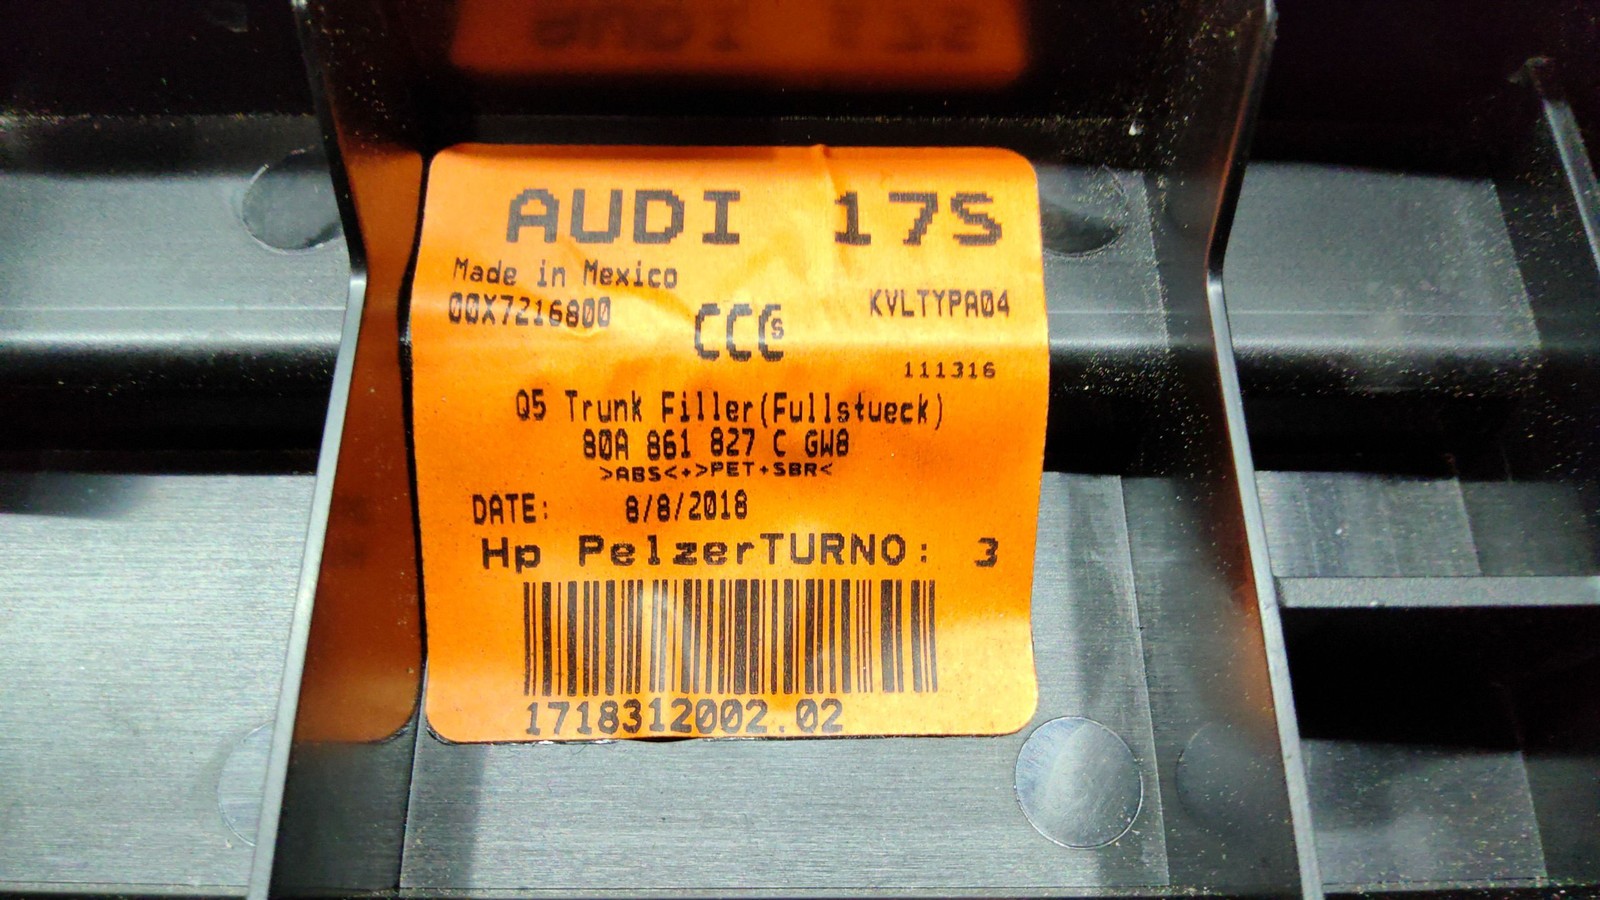 AUDI 17S
Made in Mexico
00X7216800
CCC S
KVLTYPA04
111316
Q5 Trunk Filler(Fullstueck)
80A 861 827 C GW8
>ABS<+>PET+SBR<
DATE: 8/8/2018
Hp PelzerTURNO: 3
1718312002.02